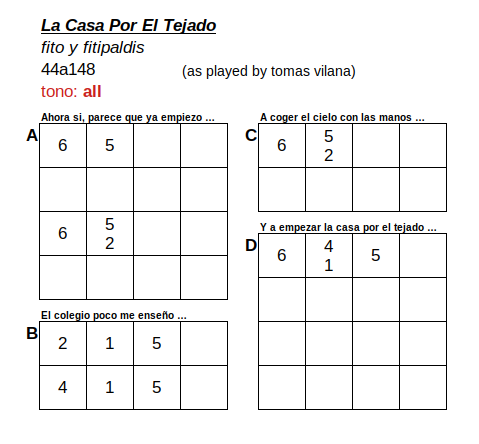 La Casa Por El Tejado
fito y fitipaldis
44a148 (as played by tomas vilana)
tono: all
Ahora si, parece que ya empiezo ...
A
6 5
6 5
2
El colegio poco me enseño ...
B
2 1 5
4 1 5
A coger el cielo con las manos ...
C
6 5
2
Y a empezar la casa por el tejado ...
D
6 4 5
1